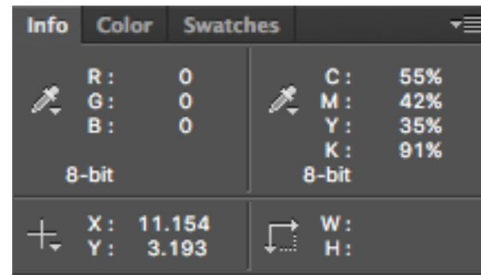 Info Color Swatches
R: 0 C: 55%
G: 0 M: 42%
B: 0 Y: 35%
K: 91%
8-bit 8-bit
X: 11.154 W:
Y: 3.193 H: